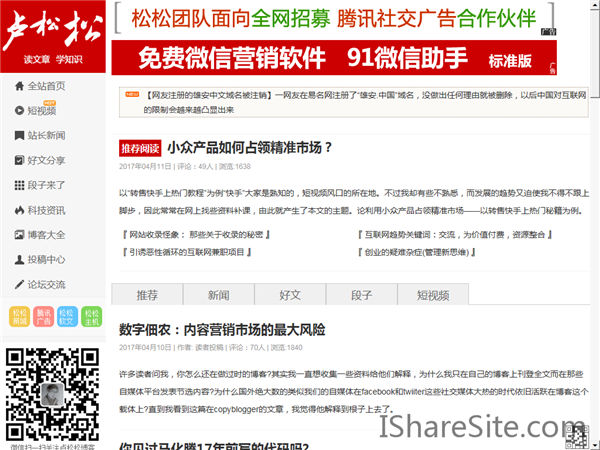 卢松松
读文章 学知识
松松团队面向全网招募 腾讯社交广告合作伙伴
广告
免费微信营销软件 91微信助手 标准版
广告
全站首页
短视频
HOT
站长新闻
好文分享
段子来了
科技资讯
博客大全
投稿中心
论坛交流
松松商城
腾讯广告
松松软文
松松主机
微信扫一扫关注卢松松博客
NEW
【网友注册的雄安中文域名被注销】一网友在易名网注册了“雄安.中国”域名，没做出任何理由就被删除，以后中国对互联网
的限制会越来越凸显出来
推荐阅读 小众产品如何占领精准市场？
2017年04月11日 | 评论：49人 | 浏览:1638
以“转售快手上热门教程”为例“快手”大家是熟知的，短视频风口的所在地。不过我却有些不熟悉，而发展的趋势又迫使我不得不跟上
脚步，因此常常在网上找些资料补课，由此就产生了本文的主题。论利用小众产品占领精准市场——以转售快手上热门秘籍为例。
『 网站收录怪象： 那些关于收录的秘密 』
『 互联网趋势关键词：交流，为价值付费，资源整合 』
『 引诱恶性循环的互联网兼职项目 』
『 创业的疑难杂症(管理新思维) 』
推荐
新闻
好文
段子
短视频
数字佃农：内容营销市场的最大风险
2017年04月10日 | 作者: 读者投稿 | 评论：70人 | 浏览:1840
许多读者问我，你怎么还在做过时的博客?其实我一直想收集一些资料给他们解释，为什么我只在自己的博客上刊登全文而在那些
自媒体平台发表节选内容?为什么国外绝大数的类似我们的自媒体在facebook和twiiter这些社交媒体大热的时代依旧活跃在博客这个
载体上?直到我看到这篇在copyblogger的文章，我觉得他解释到根子上去了。
你见过马化腾17年前写的代码吗?
IShareSite.com